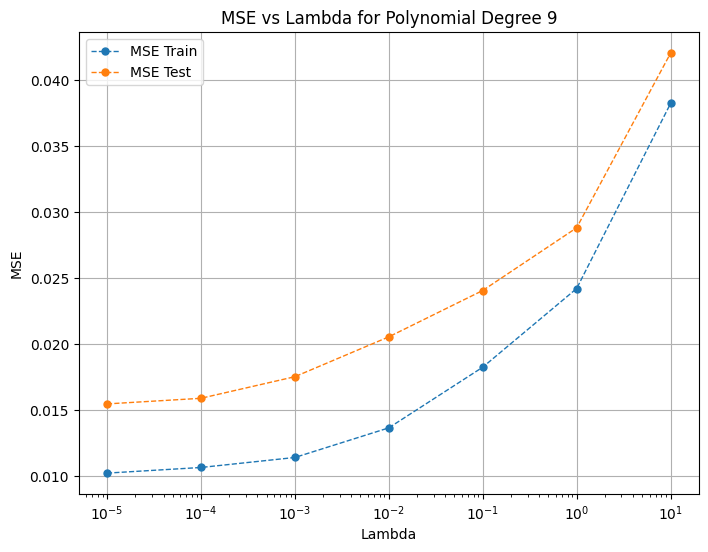 MSE vs Lambda for Polynomial Degree 9
MSE Train
MSE Test
0.040
0.035
0.030
0.025
0.020
0.015
0.010
MSE
10⁻⁵ 10⁻⁴ 10⁻³ 10⁻² 10⁻¹ 10⁰ 10¹
Lambda